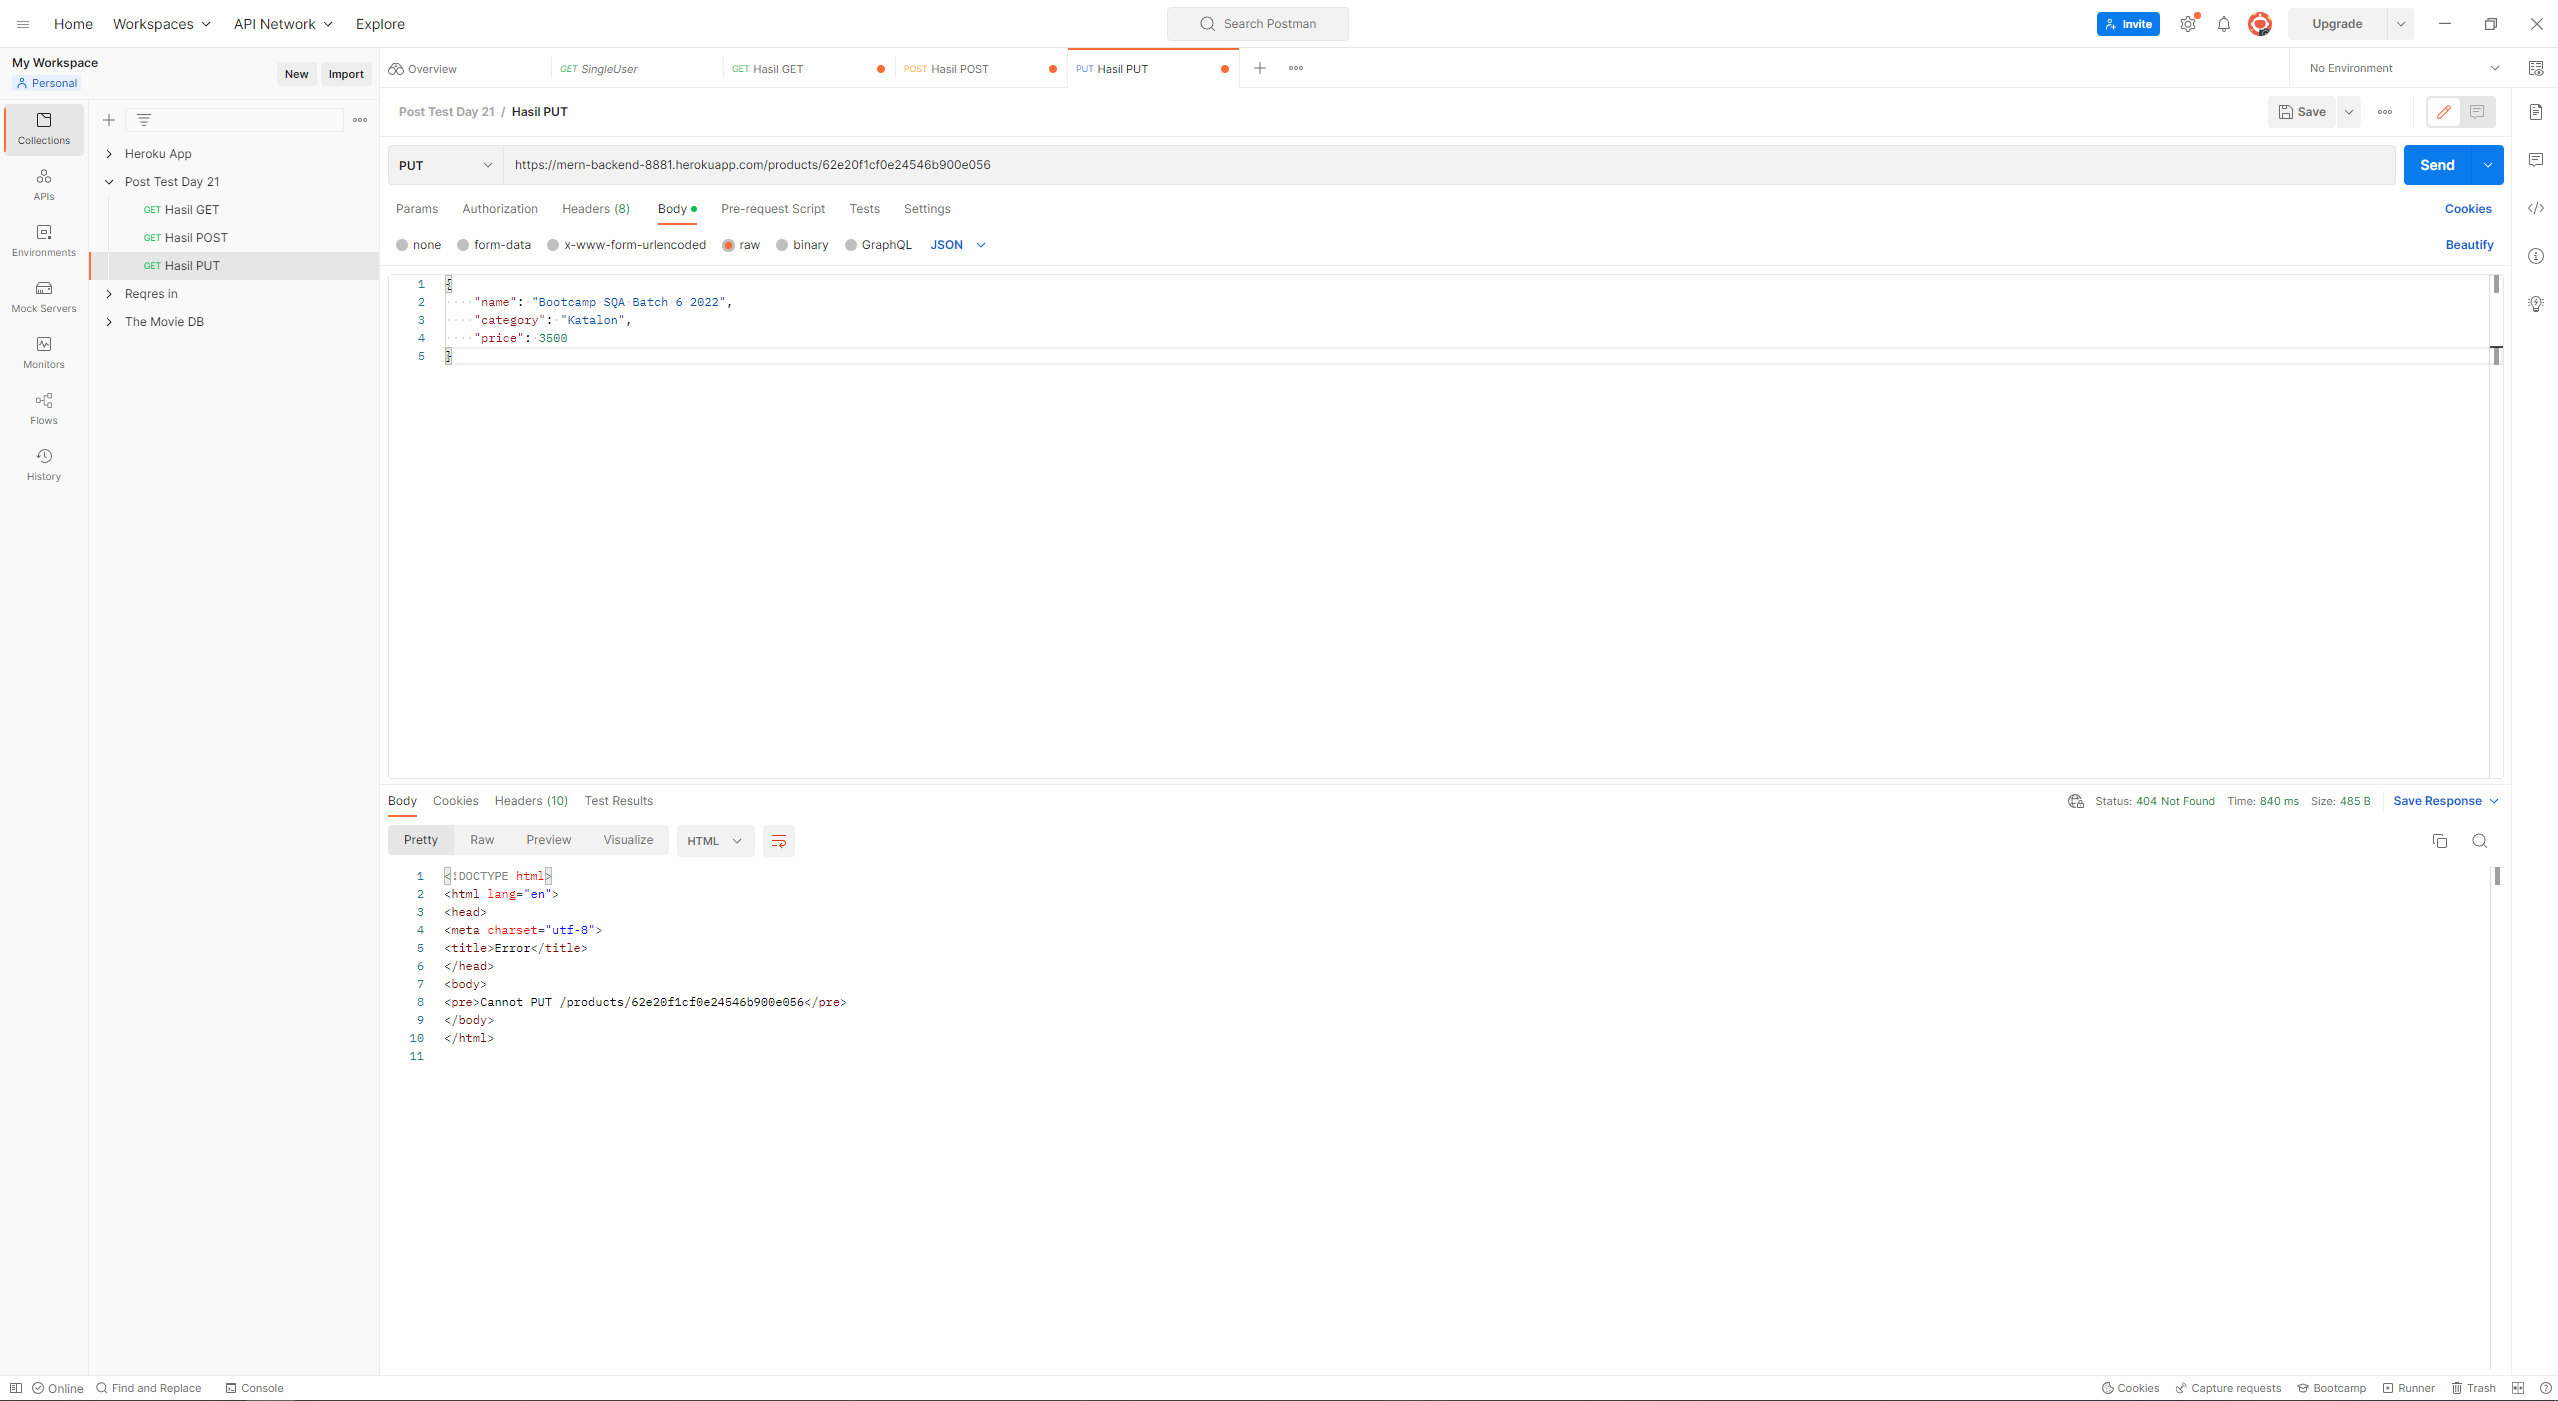 Home Workspaces API Network Explore Search Postman Invite Upgrade
My Workspace
Personal
New Import
Overview GET SingleUser GET Hasil GET POST Hasil POST PUT Hasil PUT No Environment
Collections
APIs
Environments
Mock Servers
Monitors
Flows
History
Heroku App
Post Test Day 21
GET Hasil GET
GET Hasil POST
GET Hasil PUT
Reqres in
The Movie DB
Post Test Day 21 / Hasil PUT Save
PUT https://mern-backend-8881.herokuapp.com/products/62e20f1cf0e24546b900e056 Send
Params Authorization Headers (8) Body Pre-request Script Tests Settings Cookies
none form-data x-www-form-urlencoded raw binary GraphQL JSON Beautify
1 {
2 "name": "Bootcamp SQA Batch 6 2022",
3 "category": "Katalon",
4 "price": 3500
5 }
Body Cookies Headers (10) Test Results Status: 404 Not Found Time: 840 ms Size: 485 B Save Response
Pretty Raw Preview Visualize HTML
1 <!DOCTYPE html>
2 <html lang="en">
3 <head>
4 <meta charset="utf-8">
5 <title>Error</title>
6 </head>
7 <body>
8 <pre>Cannot PUT /products/62e20f1cf0e24546b900e056</pre>
9 </body>
10 </html>
11
Online Find and Replace Console Cookies Capture requests Bootcamp Runner Trash